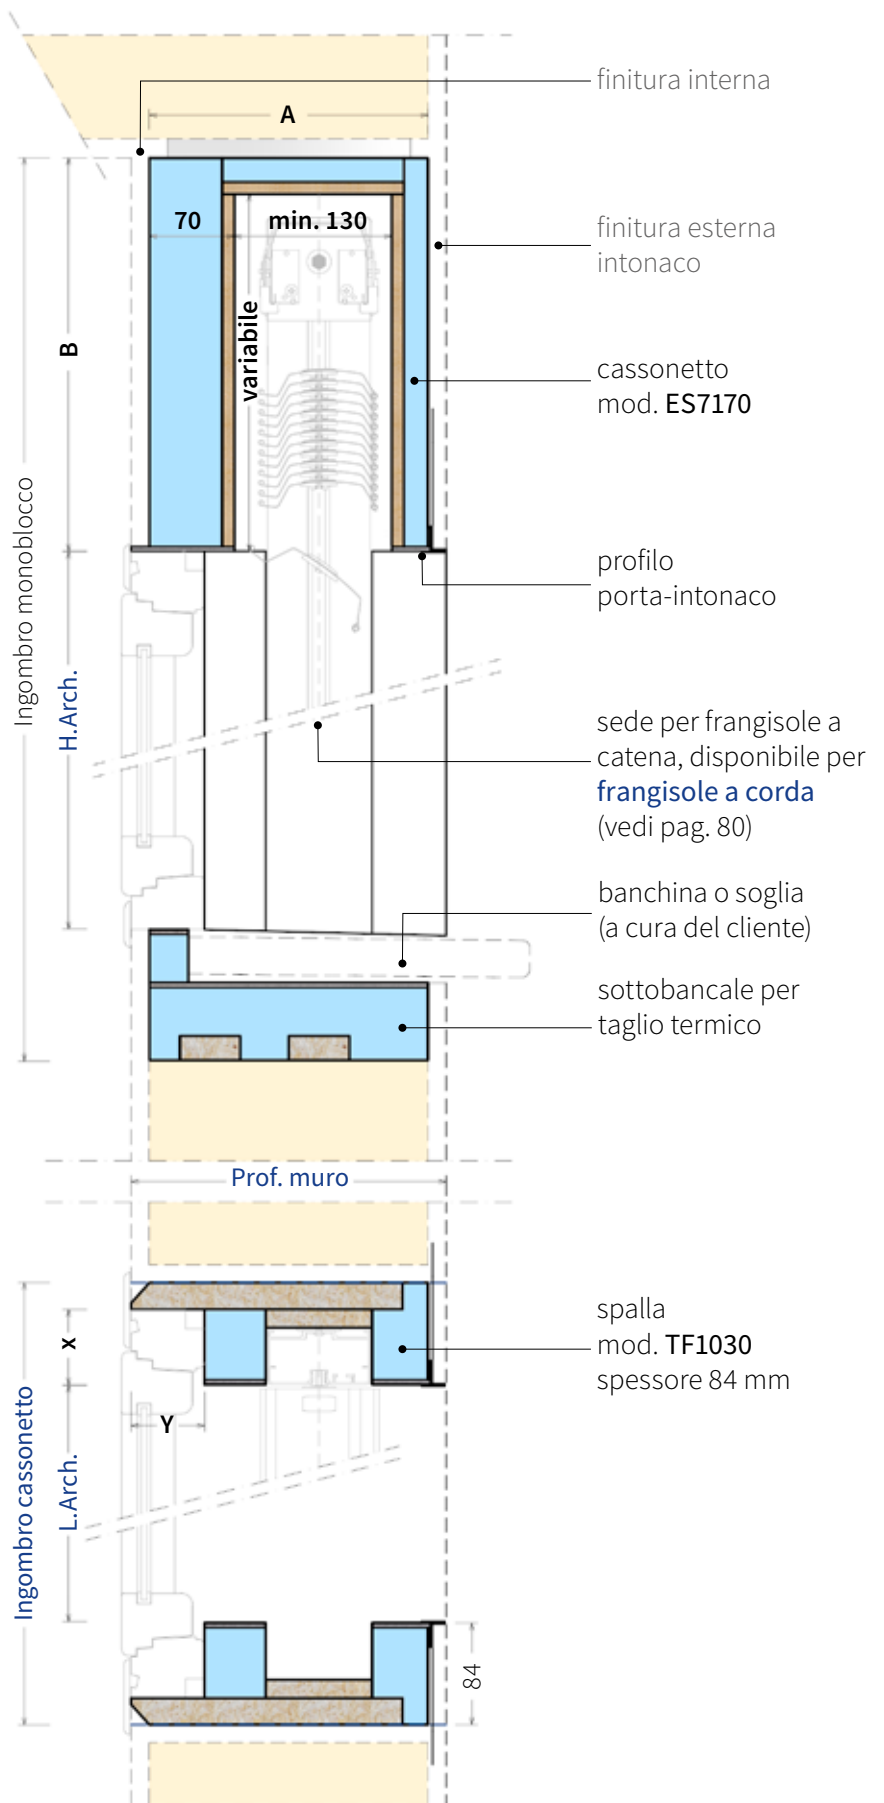 finitura interna
A
70
min. 130
finitura esterna
intonaco
variabile
B
cassonetto
mod. ES7170
Ingombro monoblocco
profilo
porta-intonaco
H.Arch.
sede per frangisole a
catena, disponibile per
frangisole a corda
(vedi pag. 80)
banchina o soglia
(a cura del cliente)
sottobancale per
taglio termico
Prof. muro
spalla
mod. TF1030
spessore 84 mm
x
Y
Ingombro cassonetto
L.Arch.
84